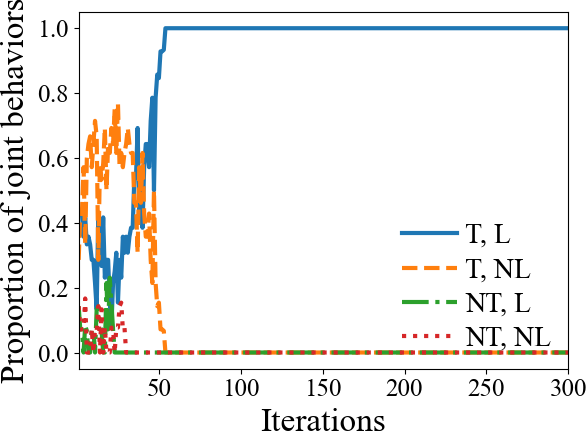 Proportion of joint behaviors
1.0
0.8
0.6
0.4
0.2
0.0
T, L
T, NL
NT, L
NT, NL
50 100 150 200 250 300
Iterations